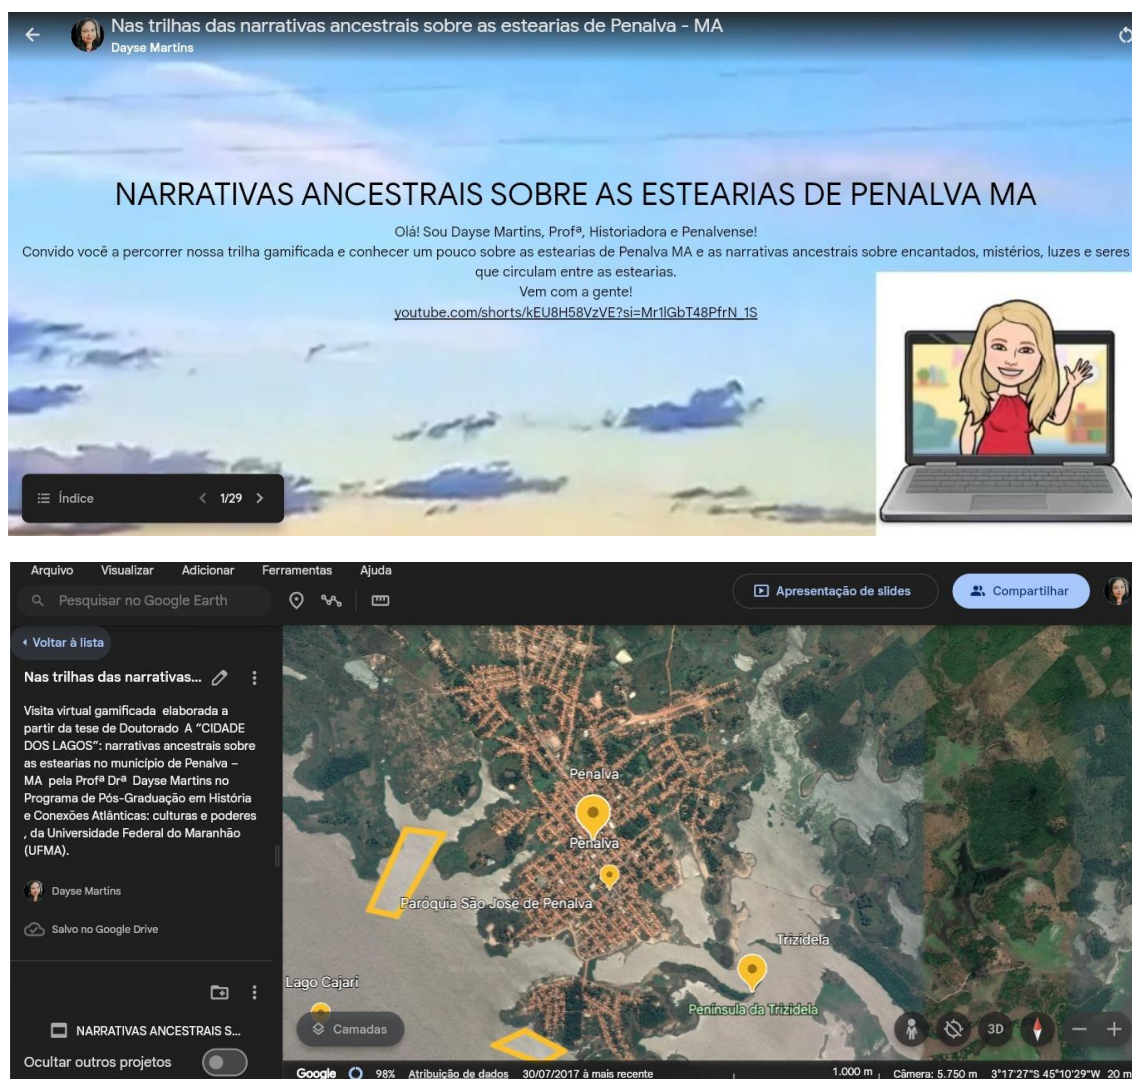 Nas trilhas das narrativas ancestrais sobre as estearias de Penalva - MA
Dayse Martins
NARRATIVAS ANCESTRAIS SOBRE AS ESTEARIAS DE PENALVA MA
Olá! Sou Dayse Martins, Profª, Historiadora e Penalvense!
Convido você a percorrer nossa trilha gamificada e conhecer um pouco sobre as estearias de Penalva MA e as narrativas ancestrais sobre encantados, mistérios, luzes e seres
que circulam entre as estearias.
Vem com a gente!
youtube.com/shorts/kEU8H58VzVE?si=Mr1lGbT48PfrN_1S
Índice < 1/29 >
Arquivo Visualizar Adicionar Ferramentas Ajuda
Pesquisar no Google Earth
Apresentação de slides
Compartilhar
Voltar à lista
Nas trilhas das narrativas...
Visita virtual gamificada elaborada a
partir da tese de Doutorado A "CIDADE
DOS LAGOS": narrativas ancestrais sobre
as estearias no município de Penalva –
MA pela Profª Drª Dayse Martins no
Programa de Pós-Graduação em História
e Conexões Atlânticas: culturas e poderes
, da Universidade Federal do Maranhão
(UFMA).
Dayse Martins
Salvo no Google Drive
NARRATIVAS ANCESTRAIS S...
Ocultar outros projetos
Penalva
Penalva
Paróquia São José de Penalva
Trizidela
Lago Cajari
Península da Trizidela
Camadas
3D
Google 98% Atribuição de dados 30/07/2017 à mais recente 1.000 m Câmera: 5.750 m 3°17'27"S 45°10'29"W 20 m